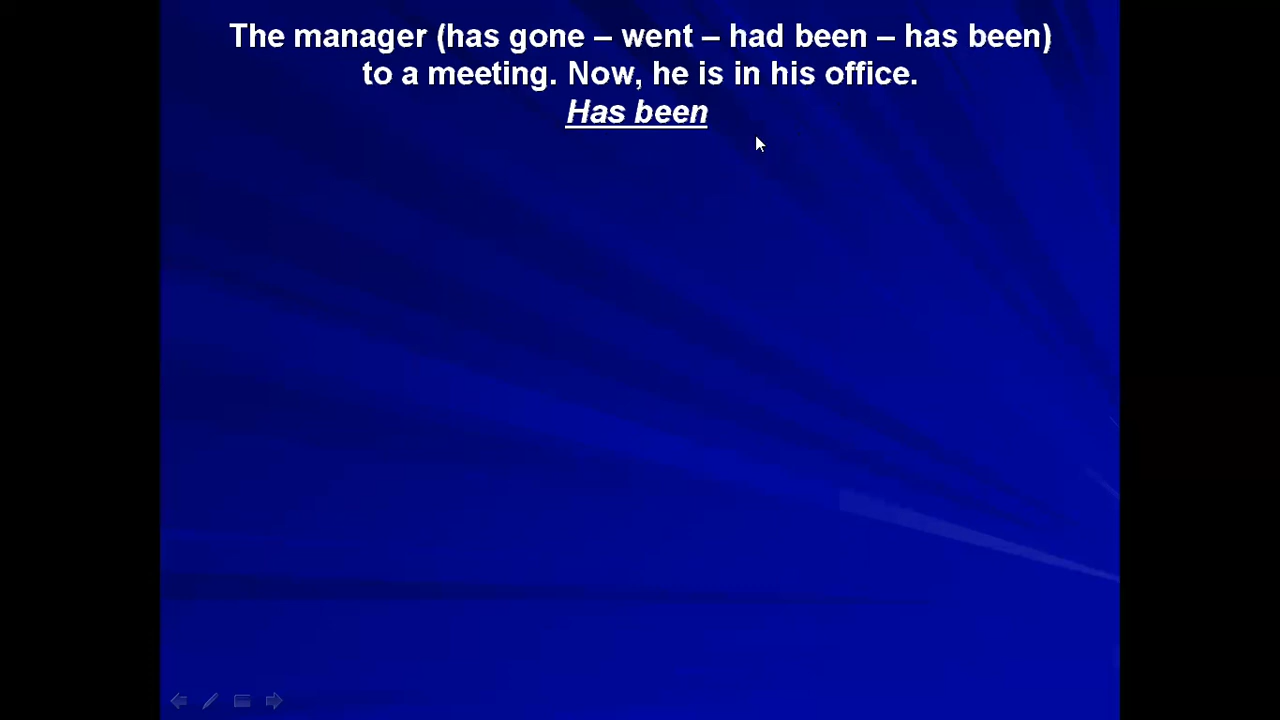 The manager (has gone – went – had been – has been)
to a meeting. Now, he is in his office.
Has been